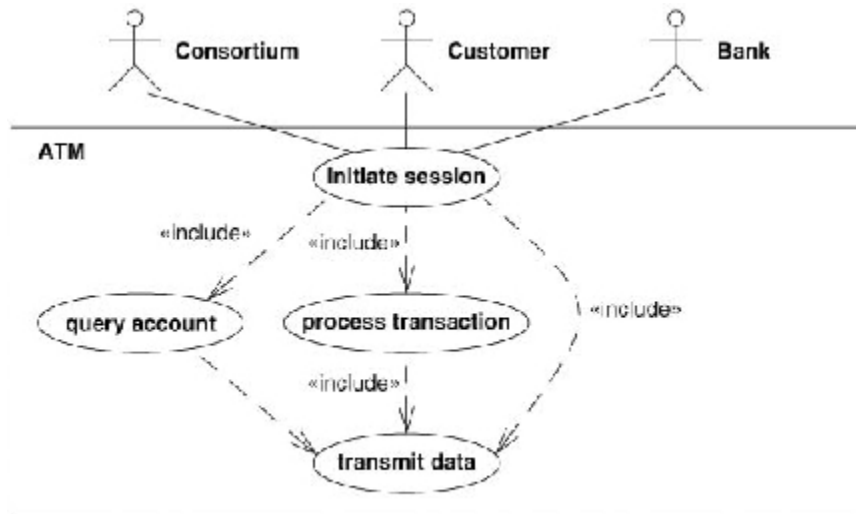 Consortium
Customer
Bank
ATM
initiate session
«include»
«include»
«include»
query account
process transaction
«include»
transmit data